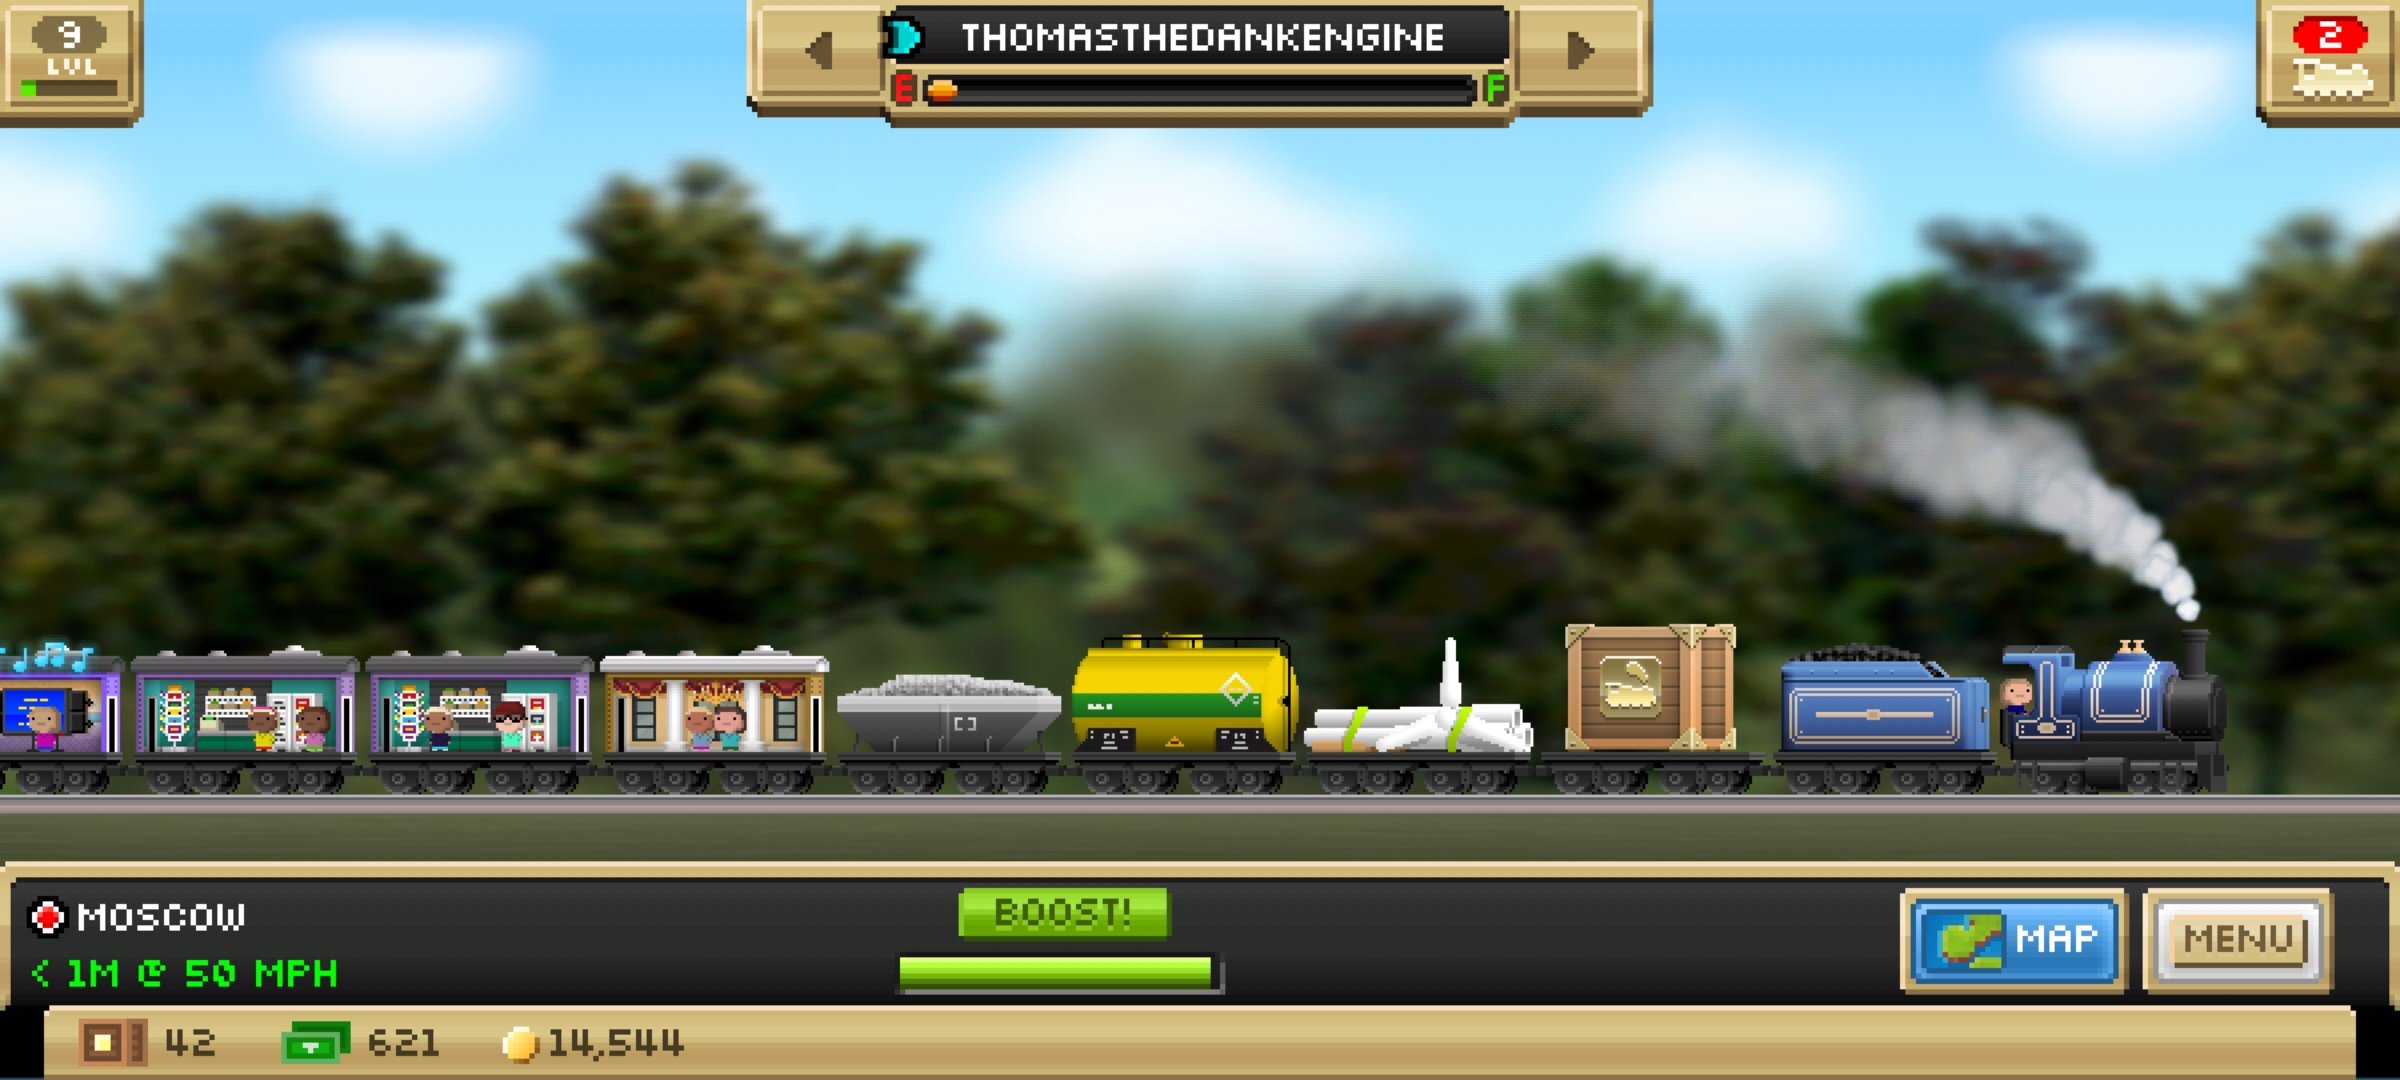 9
LVL
THOMASTHEDANKENGINE
E
F
2
MOSCOW
< 1M @ 50 MPH
BOOST!
MAP
MENU
42
621
14,544